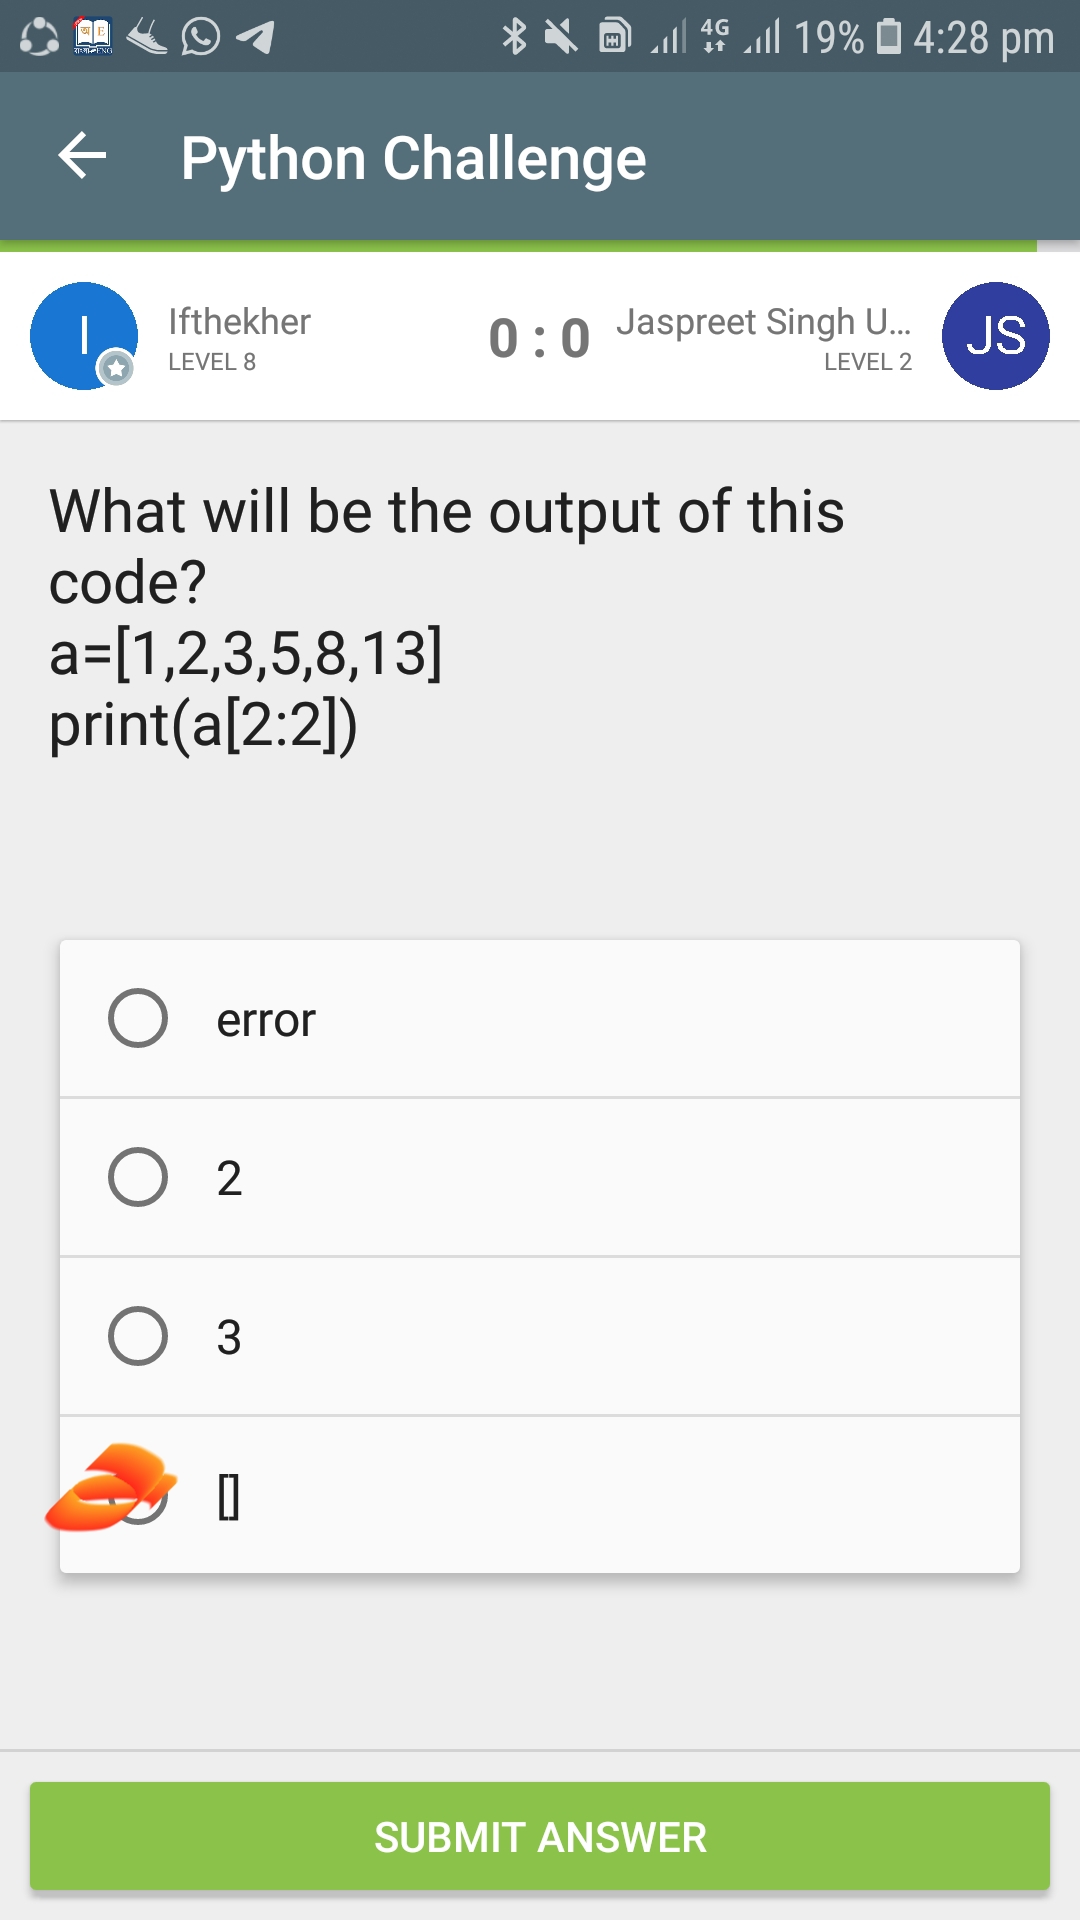 4G 19% 4:28 pm
Python Challenge
I
Ifthekher
LEVEL 8
0 : 0
Jaspreet Singh U...
LEVEL 2
JS
What will be the output of this
code?
a=[1,2,3,5,8,13]
print(a[2:2])
error
2
3
[]
SUBMIT ANSWER